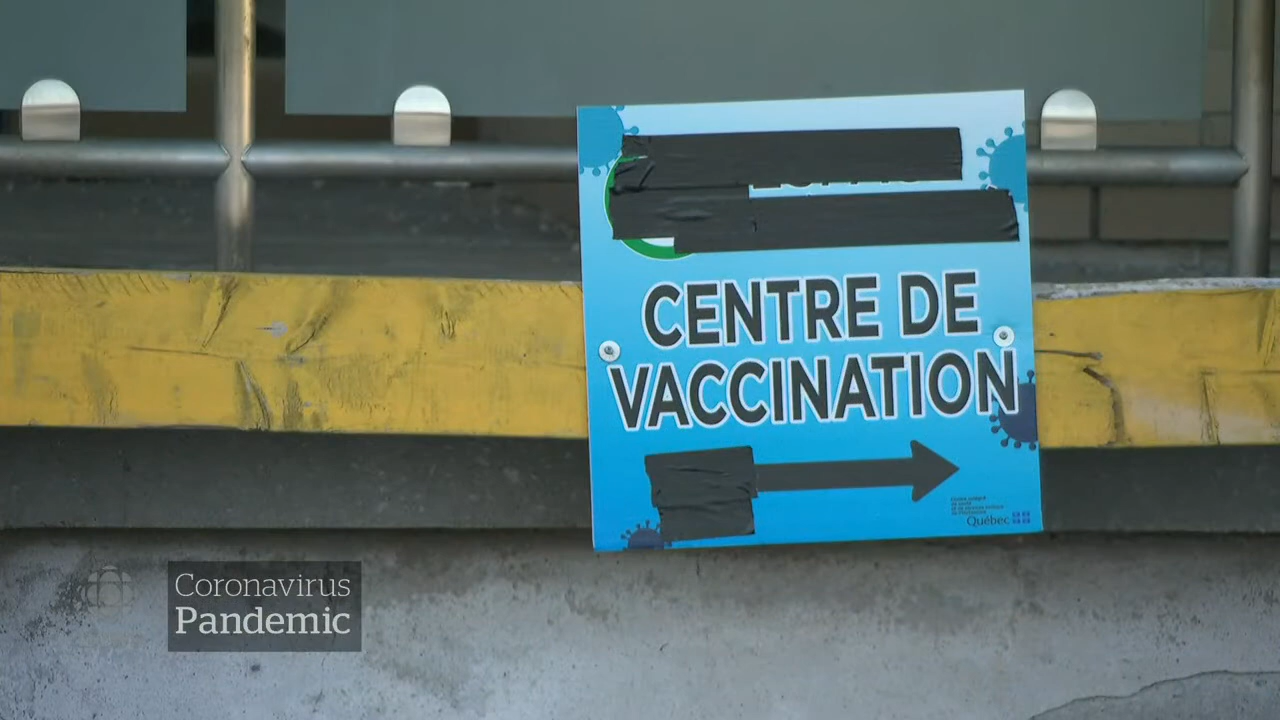 CENTRE DE
VACCINATION
Québec
Coronavirus
Pandemic